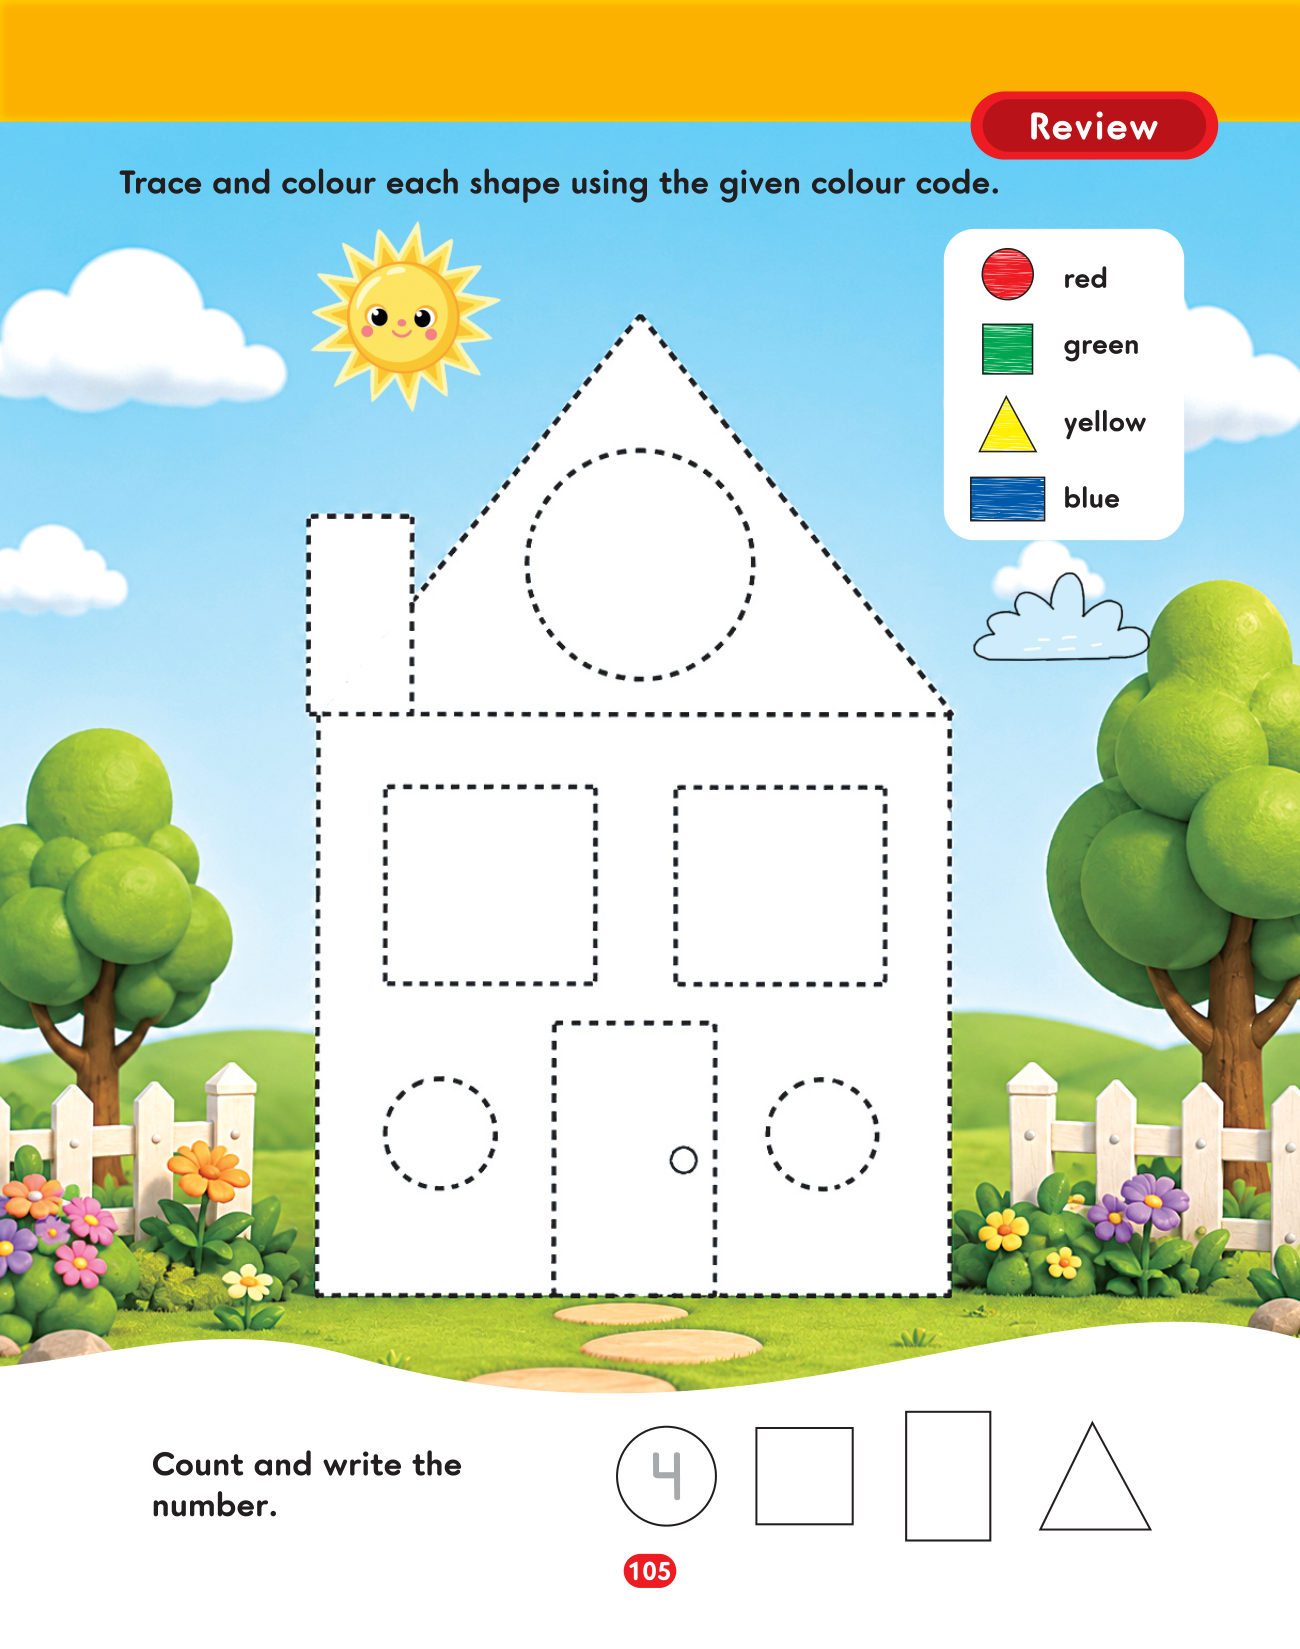 Review
Trace and colour each shape using the given colour code.
red
green
yellow
blue
Count and write the
number.
4
105